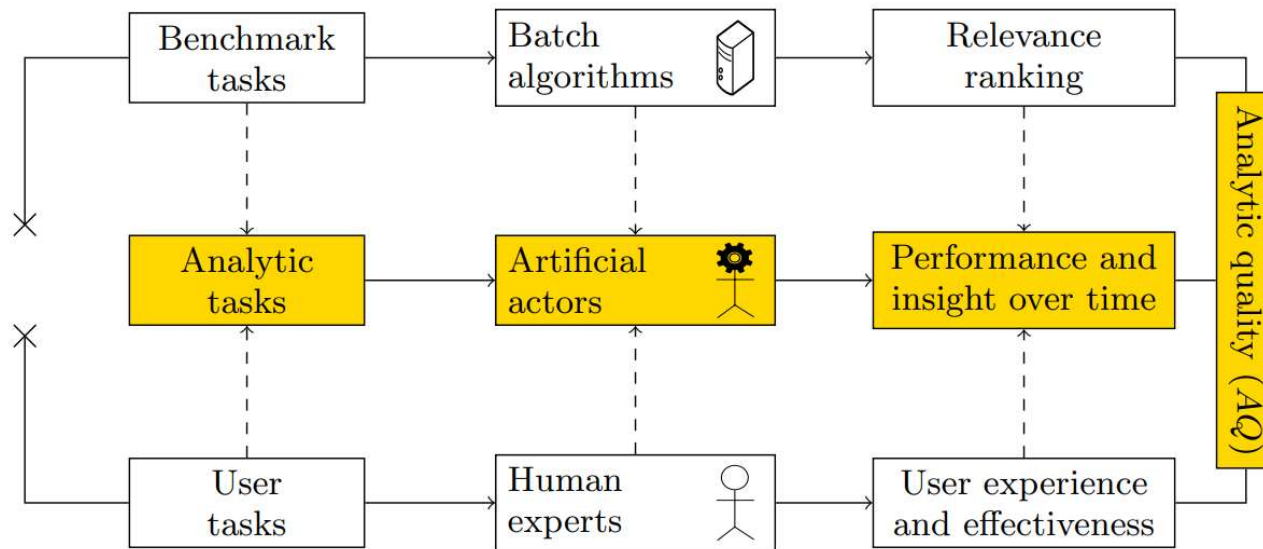 Benchmark
tasks
Batch
algorithms
Relevance
ranking
Analytic
tasks
Artificial
actors
Performance and
insight over time
Analytic quality (AQ)
User
tasks
Human
experts
User experience
and effectiveness